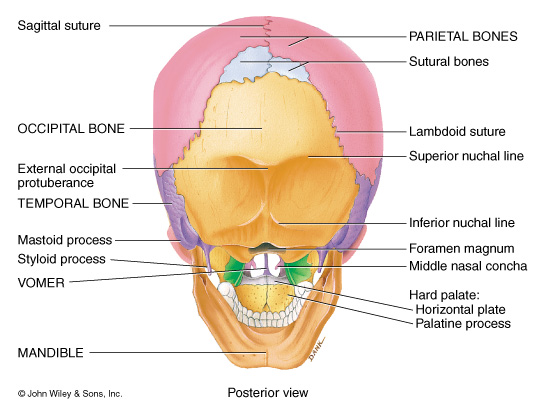 Sagittal suture
PARIETAL BONES
Sutural bones
OCCIPITAL BONE
Lambdoid suture
Superior nuchal line
External occipital
protuberance
TEMPORAL BONE
Inferior nuchal line
Mastoid process
Foramen magnum
Styloid process
Middle nasal concha
VOMER
Hard palate:
Horizontal plate
Palatine process
MANDIBLE
DANK
© John Wiley & Sons, Inc.
Posterior view